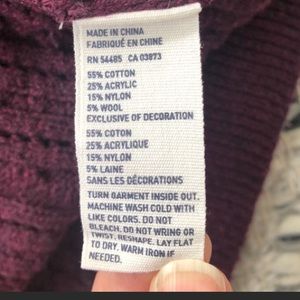 MADE IN CHINA
FABRIQUÉ EN CHINE
RN 54485 CA 03873
55% COTTON
25% ACRYLIC
15% NYLON
5% WOOL
EXCLUSIVE OF DECORATION
55% COTON
25% ACRYLIQUE
15% NYLON
5% LAINE
SANS LES DÉCORATIONS
TURN GARMENT INSIDE OUT.
MACHINE WASH COLD WITH
LIKE COLORS. DO NOT
BLEACH. DO NOT WRING OR
TWIST, RESHAPE. LAY FLAT
TO DRY. WARM IRON IF
NEEDED.